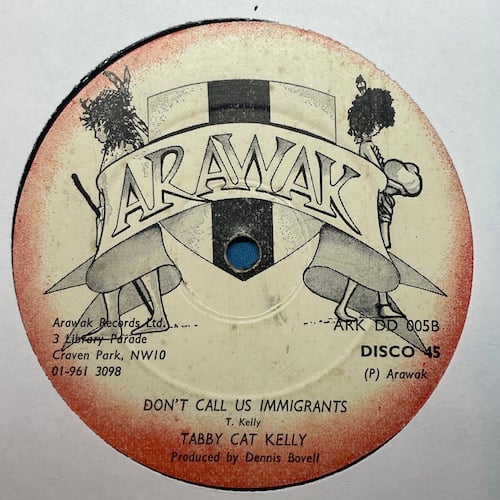 ARAWAK
Arawak Records Ltd.
3 Library Parade
Craven Park, NW10
01-961 3098
ARK DD 005B
DISCO 45
(P) Arawak
DON'T CALL US IMMIGRANTS
T. Kelly
TABBY CAT KELLY
Produced by Dennis Bovell